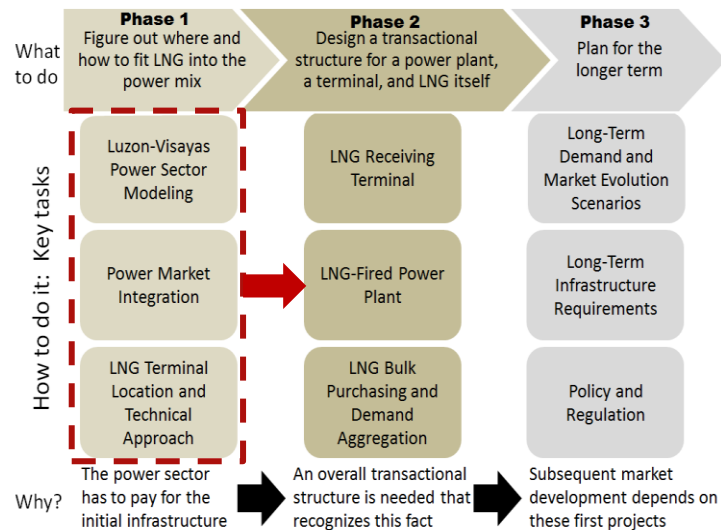 What
to do
Phase 1
Figure out where and
how to fit LNG into the
power mix
Phase 2
Design a transactional
structure for a power plant,
a terminal, and LNG itself
Phase 3
Plan for the
longer term
How to do it: Key tasks
Luzon-Visayas
Power Sector
Modeling
LNG Receiving
Terminal
Long-Term
Demand and
Market Evolution
Scenarios
Power Market
Integration
LNG-Fired Power
Plant
Long-Term
Infrastructure
Requirements
LNG Terminal
Location and
Technical
Approach
LNG Bulk
Purchasing and
Demand
Aggregation
Policy and
Regulation
Why?
The power sector
has to pay for the
initial infrastructure
An overall transactional
structure is needed that
recognizes this fact
Subsequent market
development depends on
these first projects